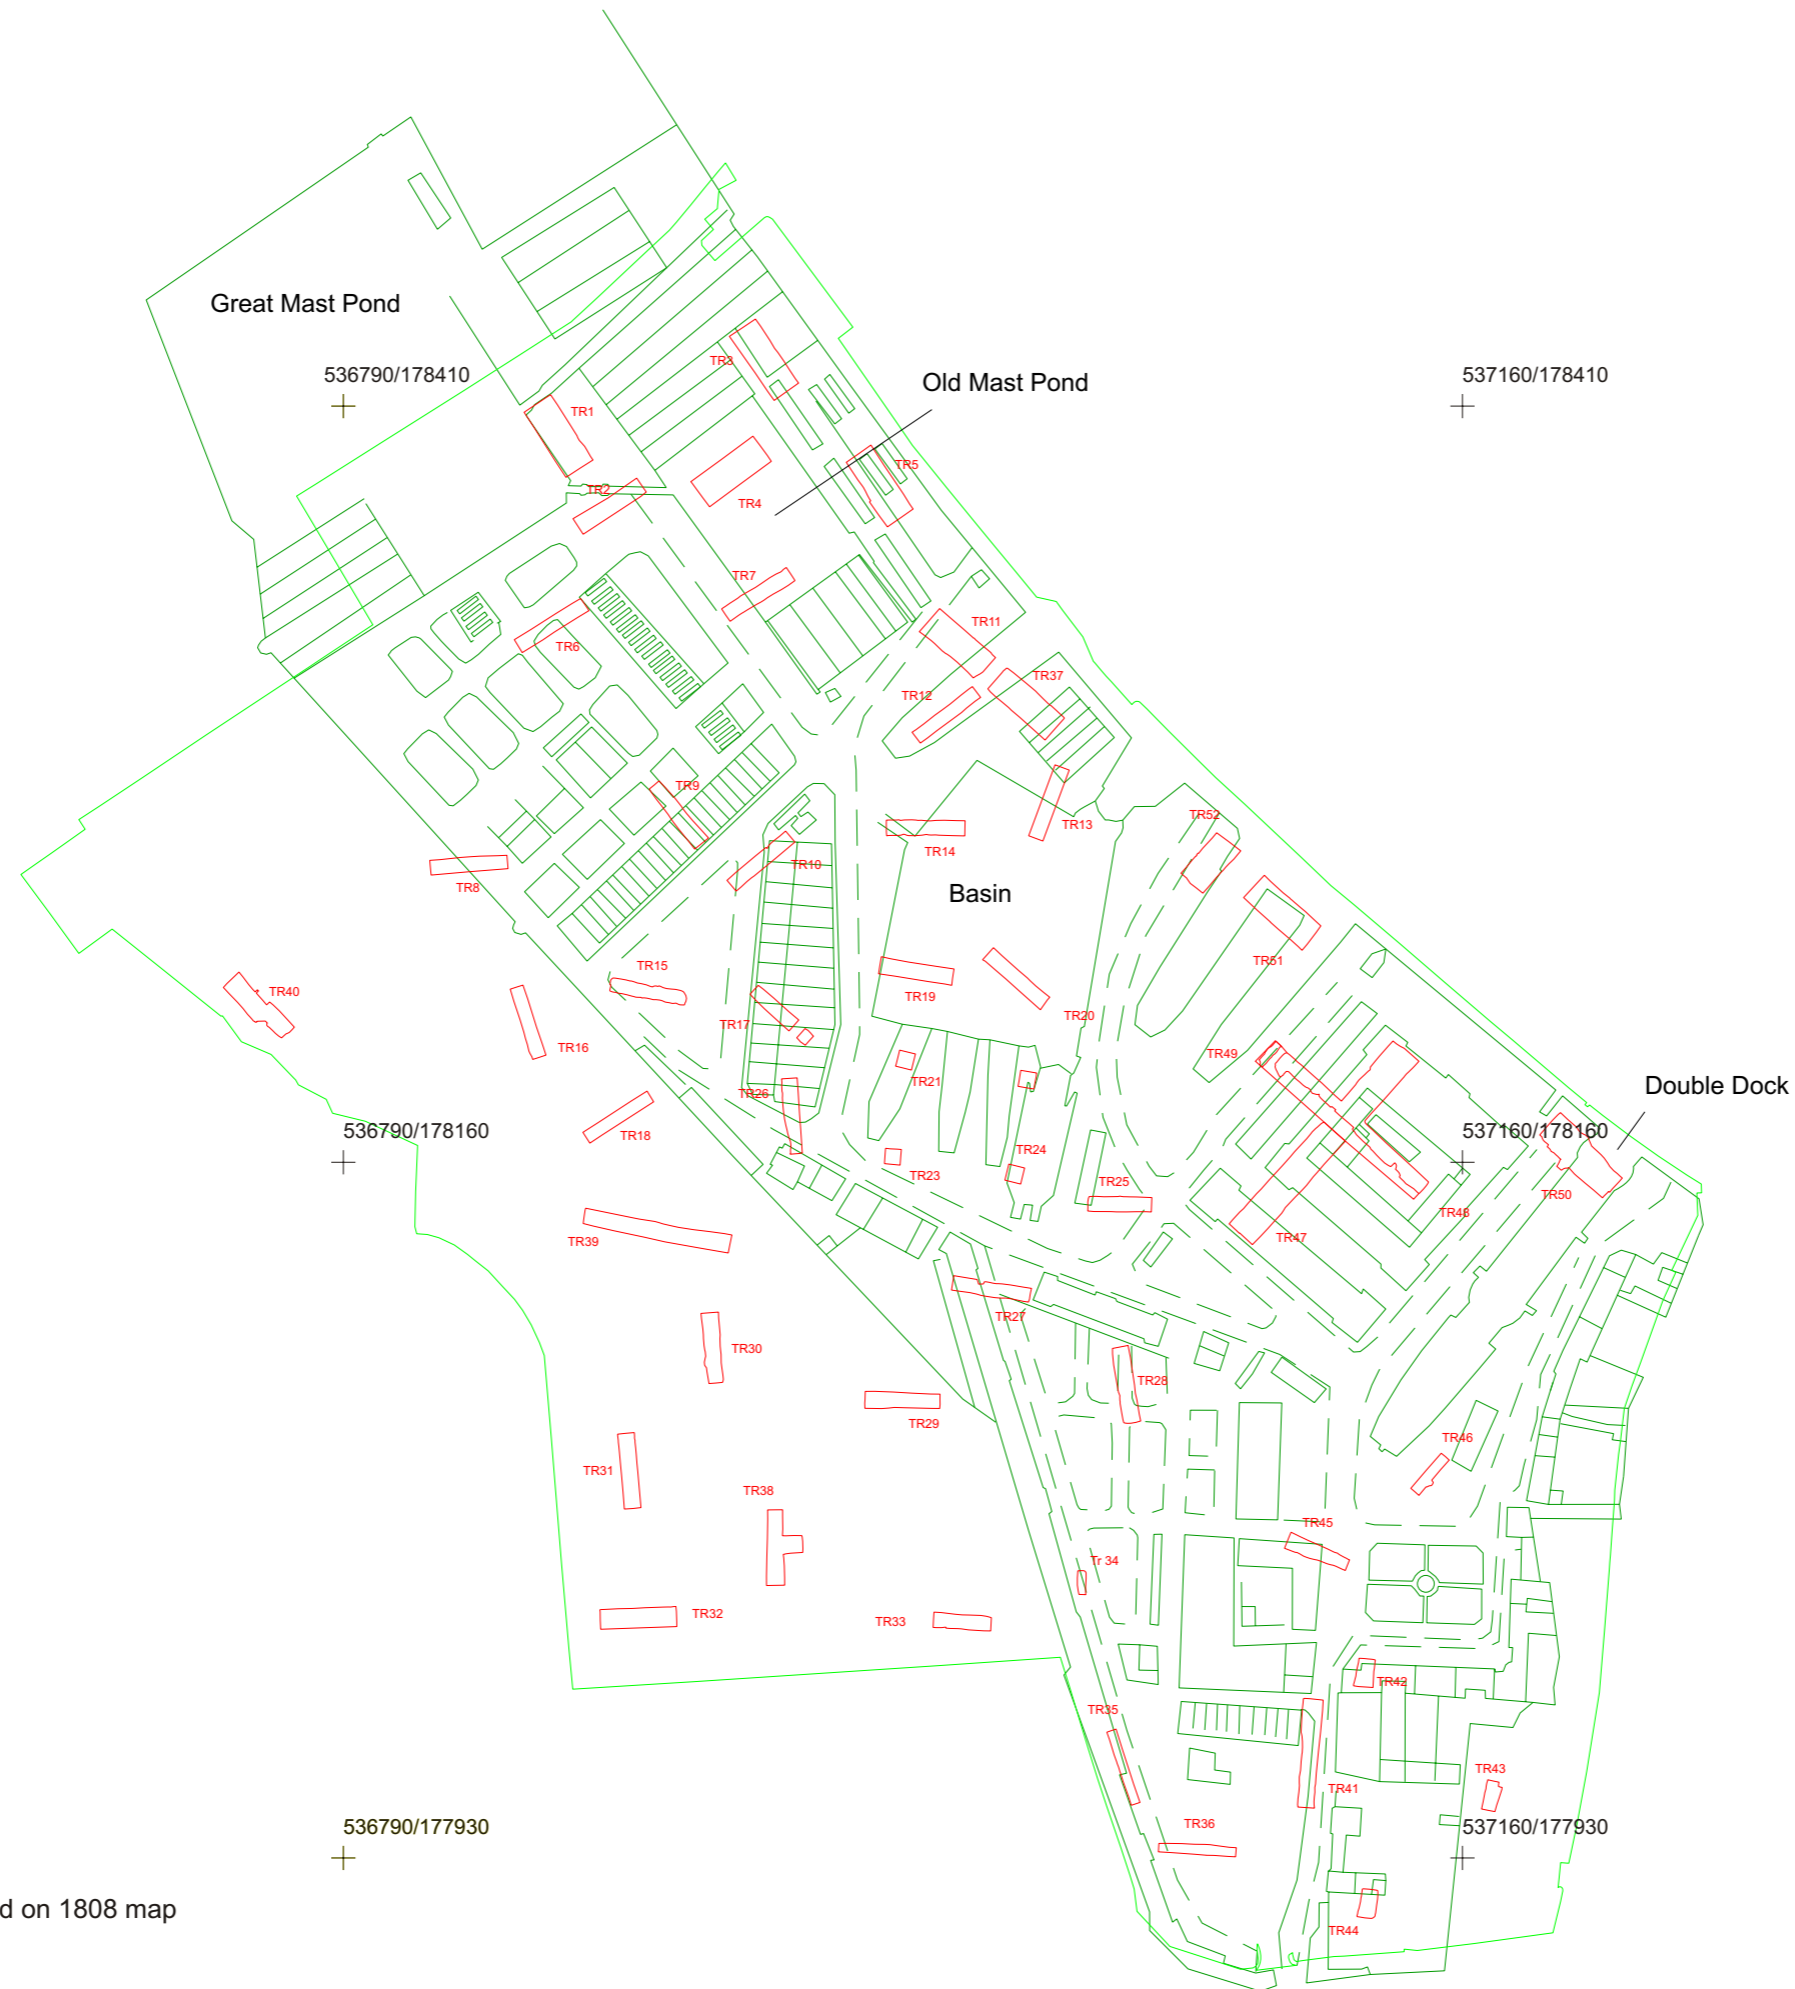 Great Mast Pond
536790/178410
TR3
Old Mast Pond
537160/178410
TR1
TR5
TR2
TR4
TR7
TR11
TR6
TR37
TR12
TR9
TR52
TR13
TR14
TR10
TR8
Basin
TR51
TR15
TR40
TR19
TR20
TR17
TR16
TR49
TR21
Double Dock
TR26
536790/178160
TR18
537160/178160
TR24
TR23
TR25
TR50
TR48
TR39
TR47
TR27
TR30
TR28
TR29
TR46
TR31
TR38
TR45
Tr 34
TR32
TR33
TR42
TR35
TR43
TR41
TR36
536790/177930
537160/177930
d on 1808 map
TR44